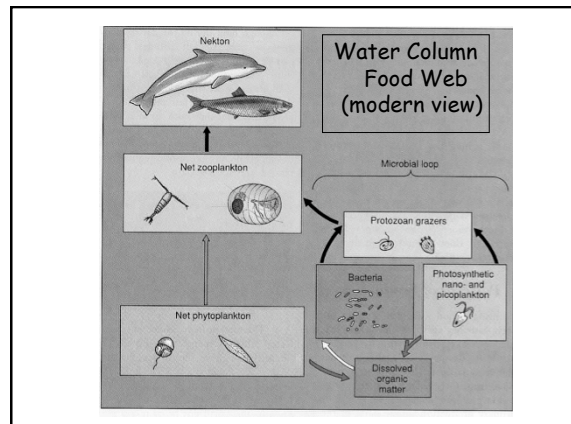 Nekton
Water Column
Food Web
(modern view)
Net zooplankton
Microbial loop
Protozoan grazers
Bacteria
Photosynthetic
nano- and
picoplankton
Net phytoplankton
Dissolved
organic
matter